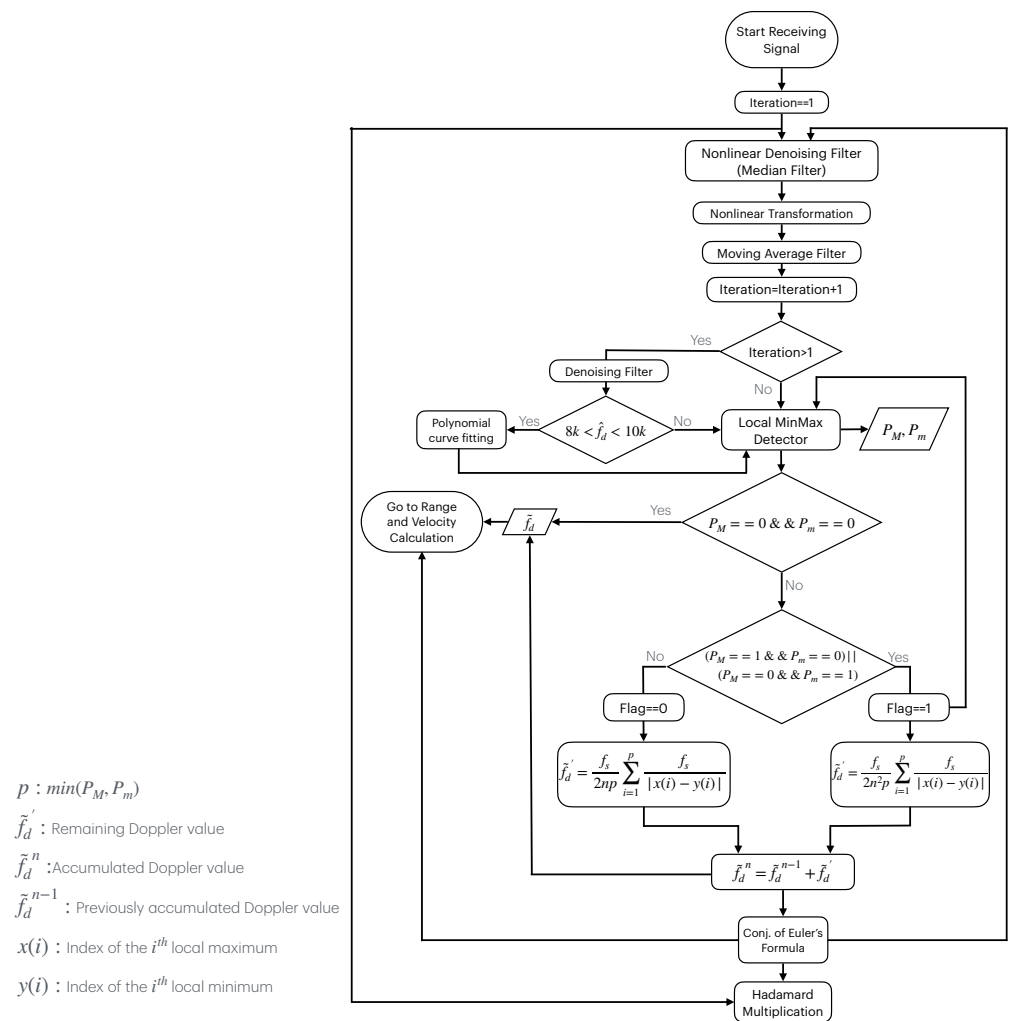 Start Receiving
Signal
Iteration==1
Nonlinear Denoising Filter
(Median Filter)
Nonlinear Transformation
Moving Average Filter
Iteration=Iteration+1
Yes
Iteration>1
Denoising Filter
No
Polynomial
curve fitting
Yes
8k < f̂_d < 10k
No
Local MinMax
Detector
P_M, P_m
Go to Range
and Velocity
Calculation
f̃_d
Yes
P_M == 0 && P_m == 0
No
No
(P_M == 1 && P_m == 0)||
(P_M == 0 && P_m == 1)
Yes
Flag==0
Flag==1
f̃_d' = f_s/2np ∑_{i=1}^{p} f_s/|x(i) − y(i)|
f̃_d' = f_s/2n²p ∑_{i=1}^{p} f_s/|x(i) − y(i)|
p : min(P_M, P_m)
f̃_d' : Remaining Doppler value
f̃_d^n :Accumulated Doppler value
f̃_d^{n−1} : Previously accumulated Doppler value
x(i) : Index of the i^{th} local maximum
y(i) : Index of the i^{th} local minimum
f̃_d^n = f̃_d^{n−1} + f̃_d'
Conj. of Euler's
Formula
Hadamard
Multiplication